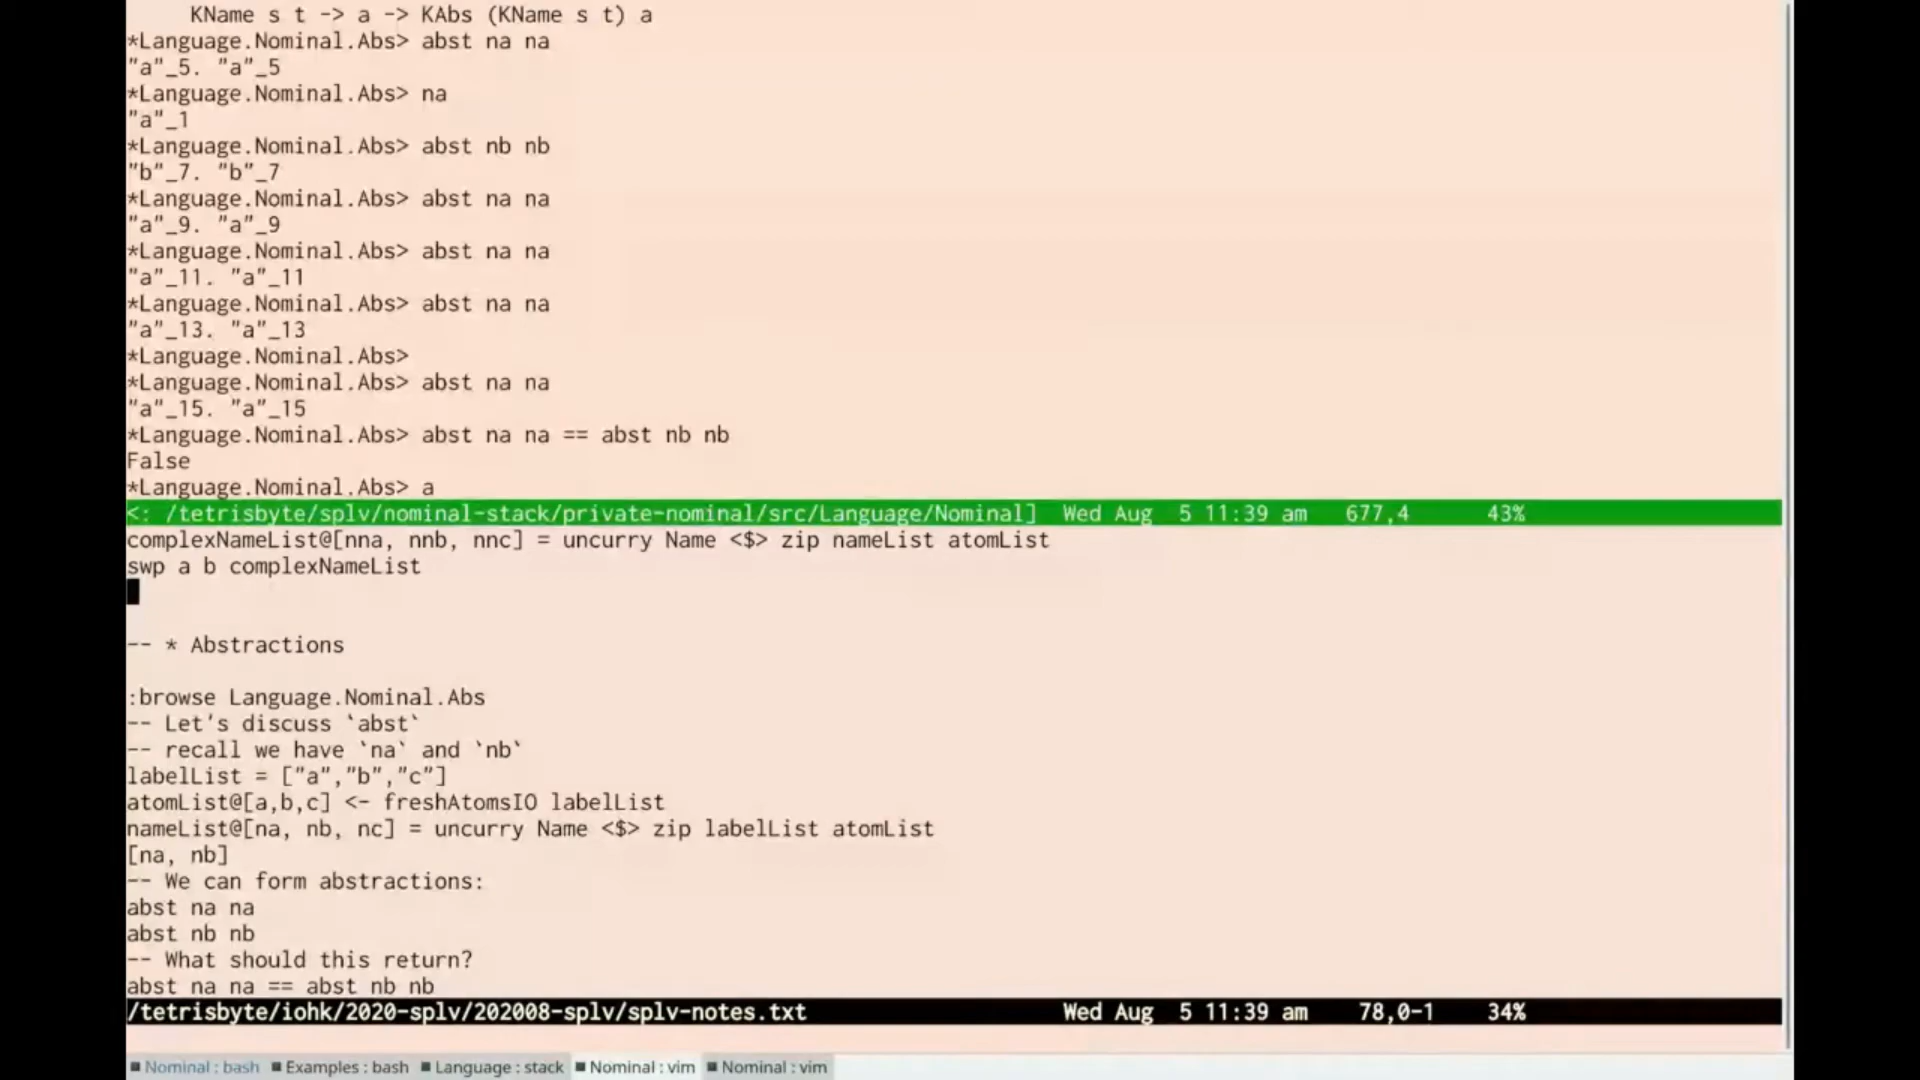 KName s t -> a -> KAbs (KName s t) a
*Language.Nominal.Abs> abst na na
"a"_5. "a"_5
*Language.Nominal.Abs> na
"a"_1
*Language.Nominal.Abs> abst nb nb
"b"_7. "b"_7
*Language.Nominal.Abs> abst na na
"a"_9. "a"_9
*Language.Nominal.Abs> abst na na
"a"_11. "a"_11
*Language.Nominal.Abs> abst na na
"a"_13. "a"_13
*Language.Nominal.Abs>
*Language.Nominal.Abs> abst na na
"a"_15. "a"_15
*Language.Nominal.Abs> abst na na == abst nb nb
False
*Language.Nominal.Abs> a
<: /tetrisbyte/splv/nominal-stack/private-nominal/src/Language/Nominal] Wed Aug 5 11:39 am 677,4 43%
complexNameList@[nna, nnb, nnc] = uncurry Name <$> zip nameList atomList
swp a b complexNameList
-- * Abstractions
:browse Language.Nominal.Abs
-- Let's discuss `abst`
-- recall we have `na` and `nb`
labelList = ["a","b","c"]
atomList@[a,b,c] <- freshAtomsIO labelList
nameList@[na, nb, nc] = uncurry Name <$> zip labelList atomList
[na, nb]
-- We can form abstractions:
abst na na
abst nb nb
-- What should this return?
abst na na == abst nb nb
/tetrisbyte/iohk/2020-splv/202008-splv/splv-notes.txt Wed Aug 5 11:39 am 78,0-1 34%
Nominal : bash Examples : bash Language : stack Nominal : vim Nominal : vim